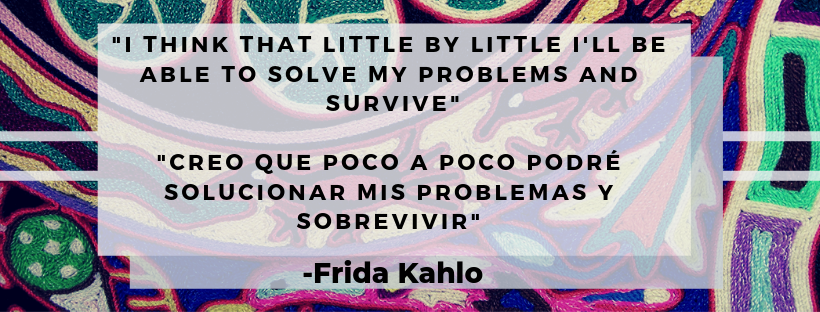 "I THINK THAT LITTLE BY LITTLE I'LL BE
ABLE TO SOLVE MY PROBLEMS AND
SURVIVE"
"CREO QUE POCO A POCO PODRÉ
SOLUCIONAR MIS PROBLEMAS Y
SOBREVIVIR"
-Frida Kahlo